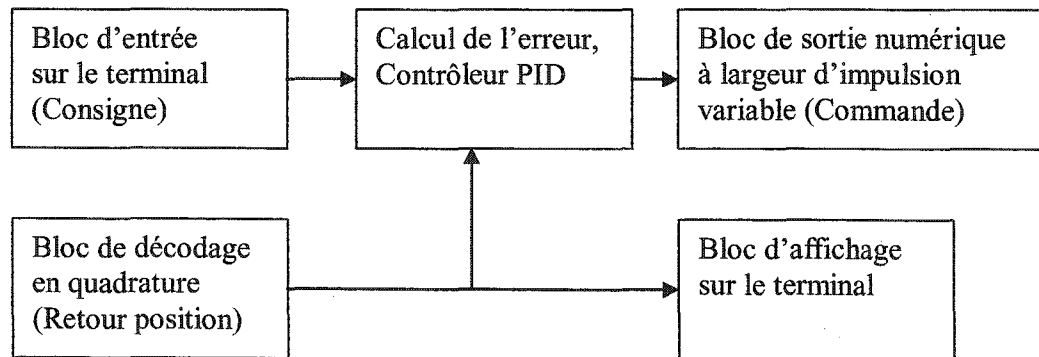 Bloc d'entrée
sur le terminal
(Consigne)
Calcul de l'erreur,
Contrôleur PID
Bloc de sortie numérique
à largeur d'impulsion
variable (Commande)
Bloc de décodage
en quadrature
(Retour position)
Bloc d'affichage
sur le terminal